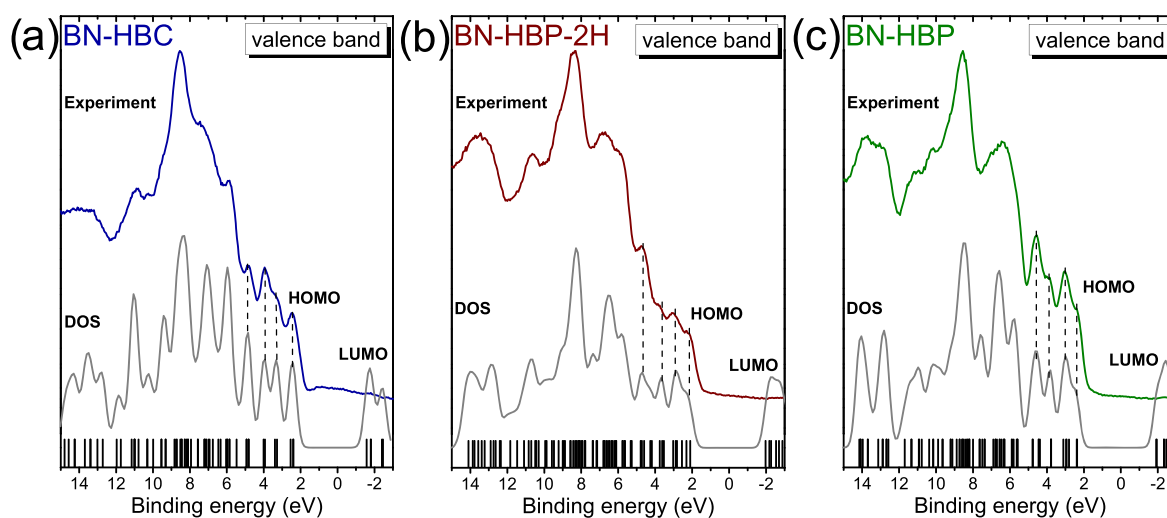 (a)
BN-HBC
valence band
Experiment
HOMO
DOS
LUMO
14 12 10 8 6 4 2 0 -2
Binding energy (eV)
(b)
BN-HBP-2H
valence band
Experiment
HOMO
DOS
LUMO
14 12 10 8 6 4 2 0 -2
Binding energy (eV)
(c)
BN-HBP
valence band
Experiment
HOMO
DOS
LUMO
14 12 10 8 6 4 2 0 -2
Binding energy (eV)